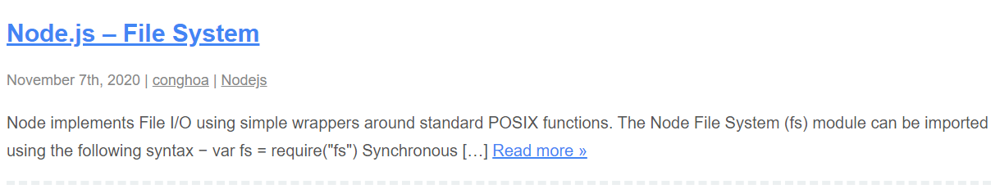 Node.js – File System
November 7th, 2020 | conghoa | Nodejs
Node implements File I/O using simple wrappers around standard POSIX functions. The Node File System (fs) module can be imported
using the following syntax − var fs = require("fs") Synchronous […] Read more »